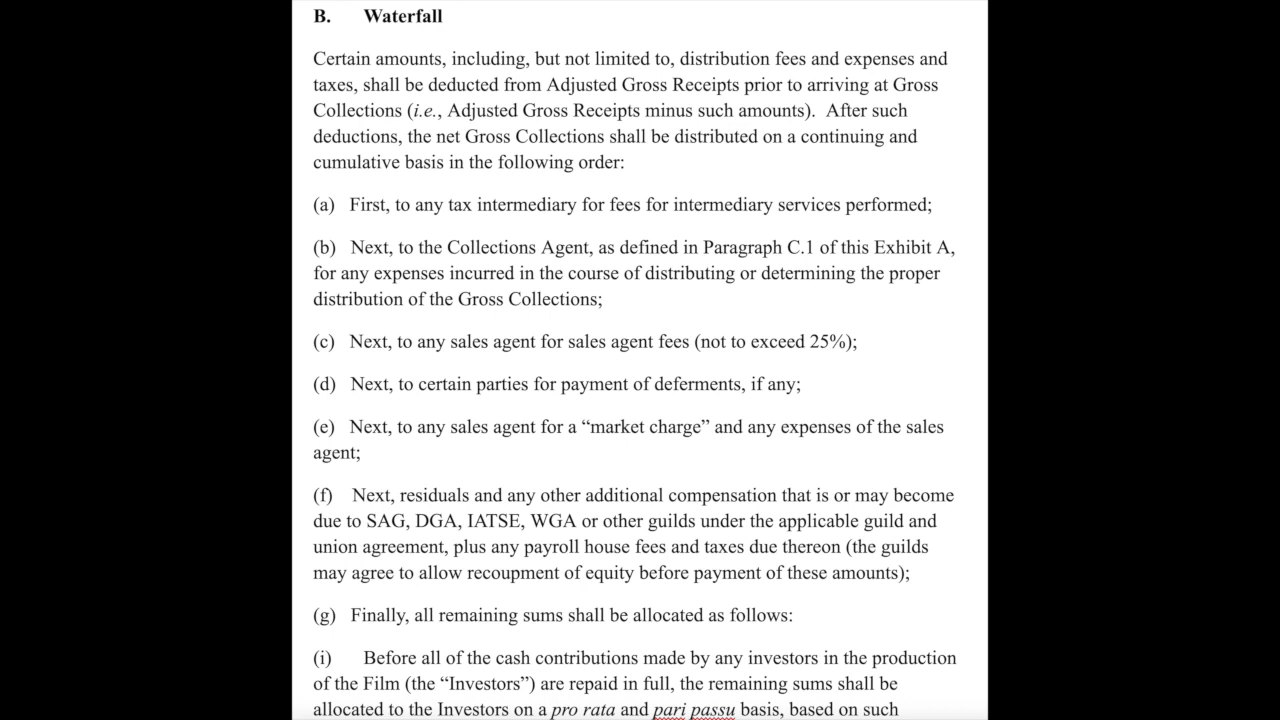 B. Waterfall
Certain amounts, including, but not limited to, distribution fees and expenses and
taxes, shall be deducted from Adjusted Gross Receipts prior to arriving at Gross
Collections (i.e., Adjusted Gross Receipts minus such amounts).  After such
deductions, the net Gross Collections shall be distributed on a continuing and
cumulative basis in the following order:
(a) First, to any tax intermediary for fees for intermediary services performed;
(b) Next, to the Collections Agent, as defined in Paragraph C.1 of this Exhibit A,
for any expenses incurred in the course of distributing or determining the proper
distribution of the Gross Collections;
(c) Next, to any sales agent for sales agent fees (not to exceed 25%);
(d) Next, to certain parties for payment of deferments, if any;
(e) Next, to any sales agent for a “market charge” and any expenses of the sales
agent;
(f) Next, residuals and any other additional compensation that is or may become
due to SAG, DGA, IATSE, WGA or other guilds under the applicable guild and
union agreement, plus any payroll house fees and taxes due thereon (the guilds
may agree to allow recoupment of equity before payment of these amounts);
(g) Finally, all remaining sums shall be allocated as follows:
(i) Before all of the cash contributions made by any investors in the production
of the Film (the “Investors”) are repaid in full, the remaining sums shall be
allocated to the Investors on a pro rata and pari passu basis, based on such